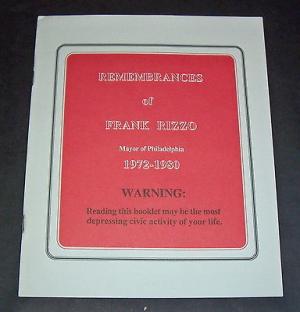 REMEMBRANCES
of
FRANK RIZZO
Mayor of Philadelphia
1972-1980
WARNING:
Reading this booklet may be the most
depressing civic activity of your life.